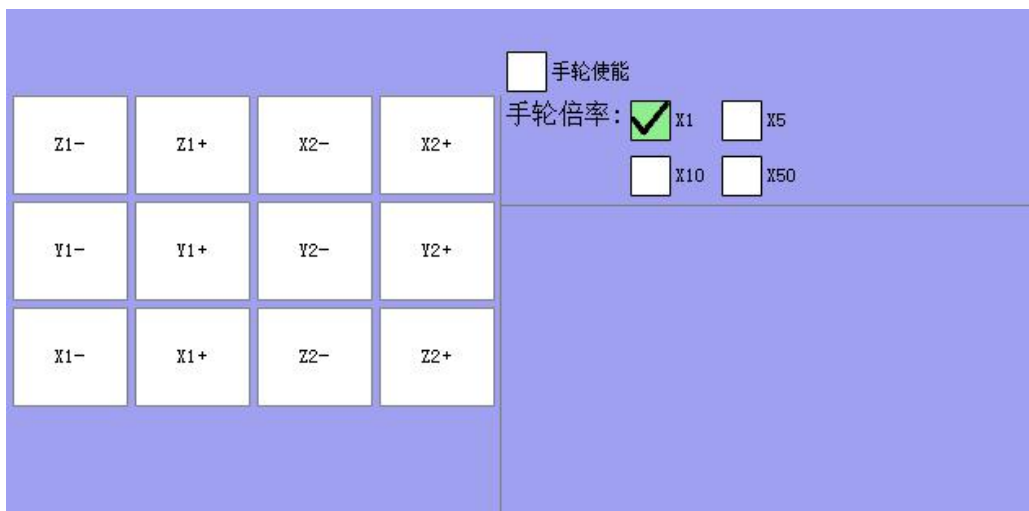 手轮使能
手轮倍率: X1 X5
X10 X50
Z1- Z1+ X2- X2+
Y1- Y1+ Y2- Y2+
X1- X1+ Z2- Z2+